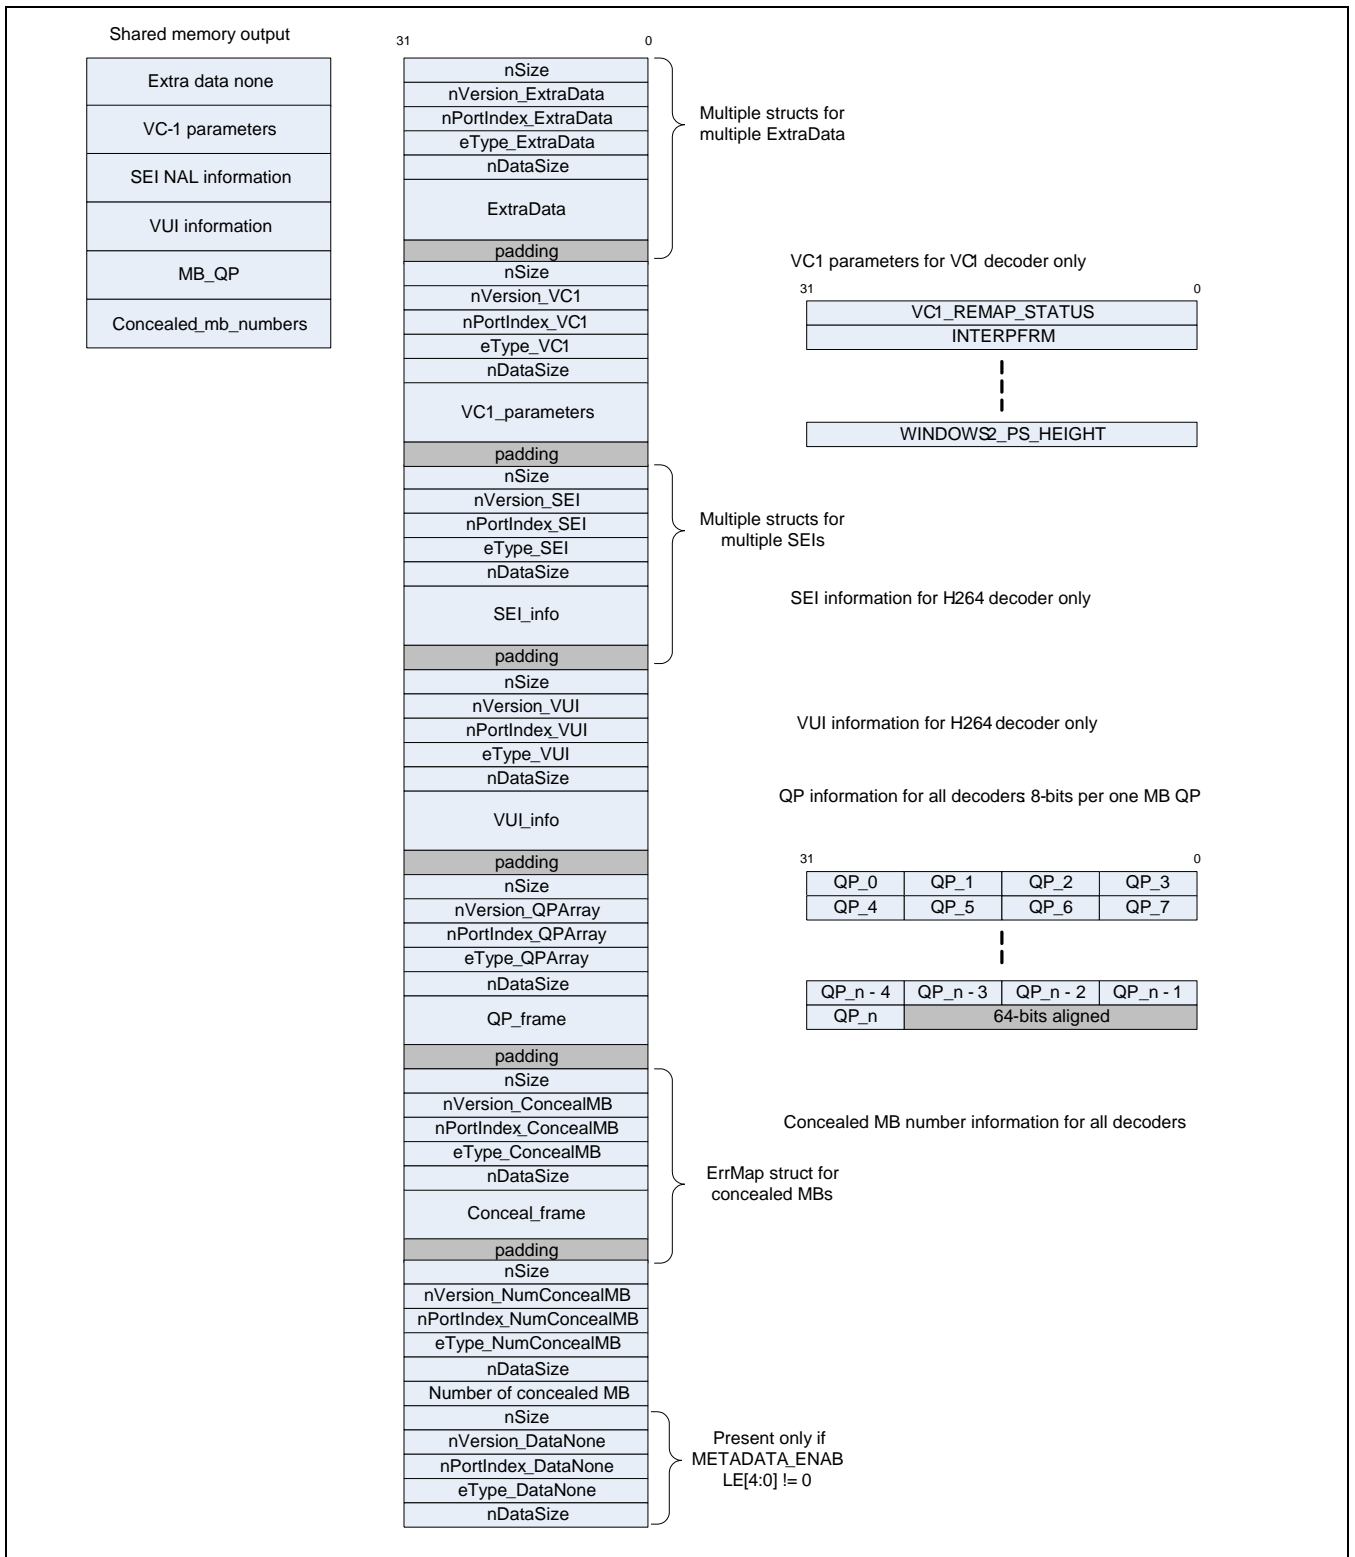 Shared memory output
Extra data none
VC-1 parameters
SEI NAL information
VUI information
MB_QP
Concealed_mb_numbers
31 0
nSize
nVersion_ExtraData
nPortIndex_ExtraData
eType_ExtraData
nDataSize
ExtraData
padding
Multiple structs for
multiple ExtraData
nSize
nVersion_VC1
nPortIndex_VC1
eType_VC1
nDataSize
VC1_parameters
padding
VC1 parameters for VC1 decoder only
31 0
VC1_REMAP_STATUS
INTERPFRM
WINDOWS2_PS_HEIGHT
nSize
nVersion_SEI
nPortIndex_SEI
eType_SEI
nDataSize
SEI_info
padding
Multiple structs for
multiple SEIs
SEI information for H264 decoder only
nSize
nVersion_VUI
nPortIndex_VUI
eType_VUI
nDataSize
VUI_info
padding
VUI information for H264 decoder only
QP information for all decoders: 8-bits per one MB QP
31 0
QP_0 QP_1 QP_2 QP_3
QP_4 QP_5 QP_6 QP_7
QP_n - 4 QP_n - 3 QP_n - 2 QP_n - 1
QP_n 64-bits aligned
nSize
nVersion_QPArray
nPortIndex_QPArray
eType_QPArray
nDataSize
QP_frame
padding
nSize
nVersion_ConcealMB
nPortIndex_ConcealMB
eType_ConcealMB
nDataSize
Conceal_frame
padding
Concealed MB number information for all decoders
ErrMap struct for
concealed MBs
nSize
nVersion_NumConcealMB
nPortIndex_NumConcealMB
eType_NumConcealMB
nDataSize
Number of concealed MB
nSize
nVersion_DataNone
nPortIndex_DataNone
eType_DataNone
nDataSize
Present only if
METADATA_ENAB
LE[4:0] != 0